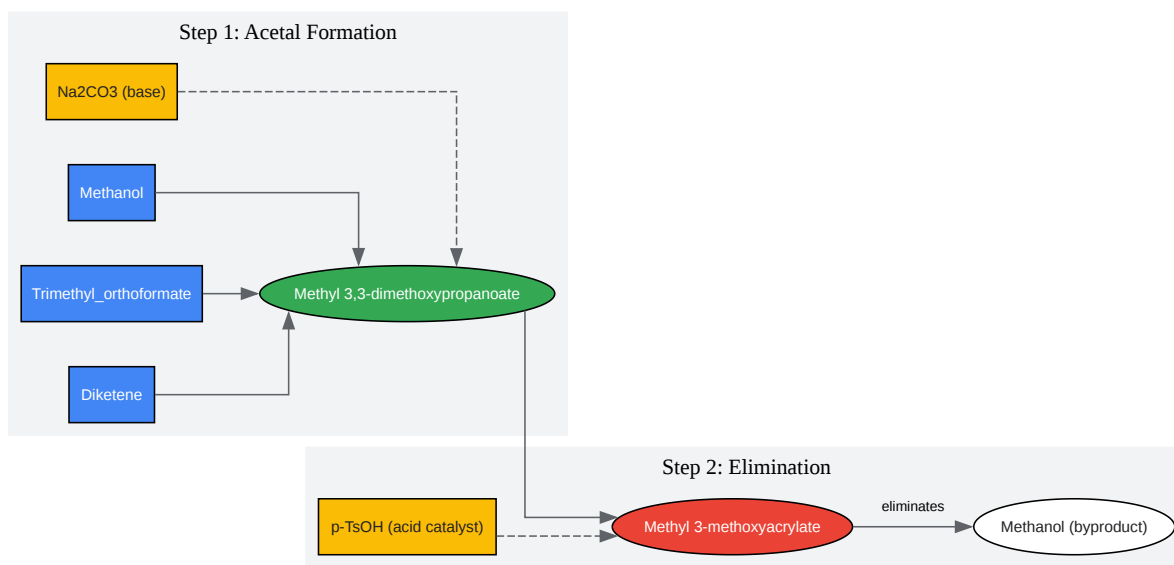 Step 1: Acetal Formation
Na2CO3 (base)
Methanol
Trimethyl_orthoformate
Methyl 3,3-dimethoxypropanoate
Diketene
Step 2: Elimination
p-TsOH (acid catalyst)
Methyl 3-methoxyacrylate
eliminates
Methanol (byproduct)